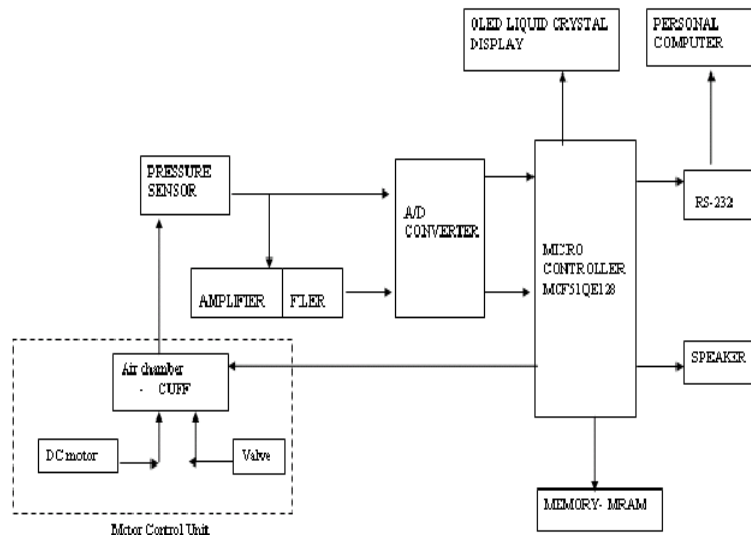 OLED LIQUID CRYSTAL
DISPLAY
PERSONAL
COMPUTER
PRESSURE
SENSOR
A/D
CONVERTER
MICRO
CONTROLLER
MCF51QE128
RS-232
AMPLIFIER FILER
SPEAKER
Air chamber
- CUFF
DC motor
Valve
MEMORY- MRAM
Motor Control Unit